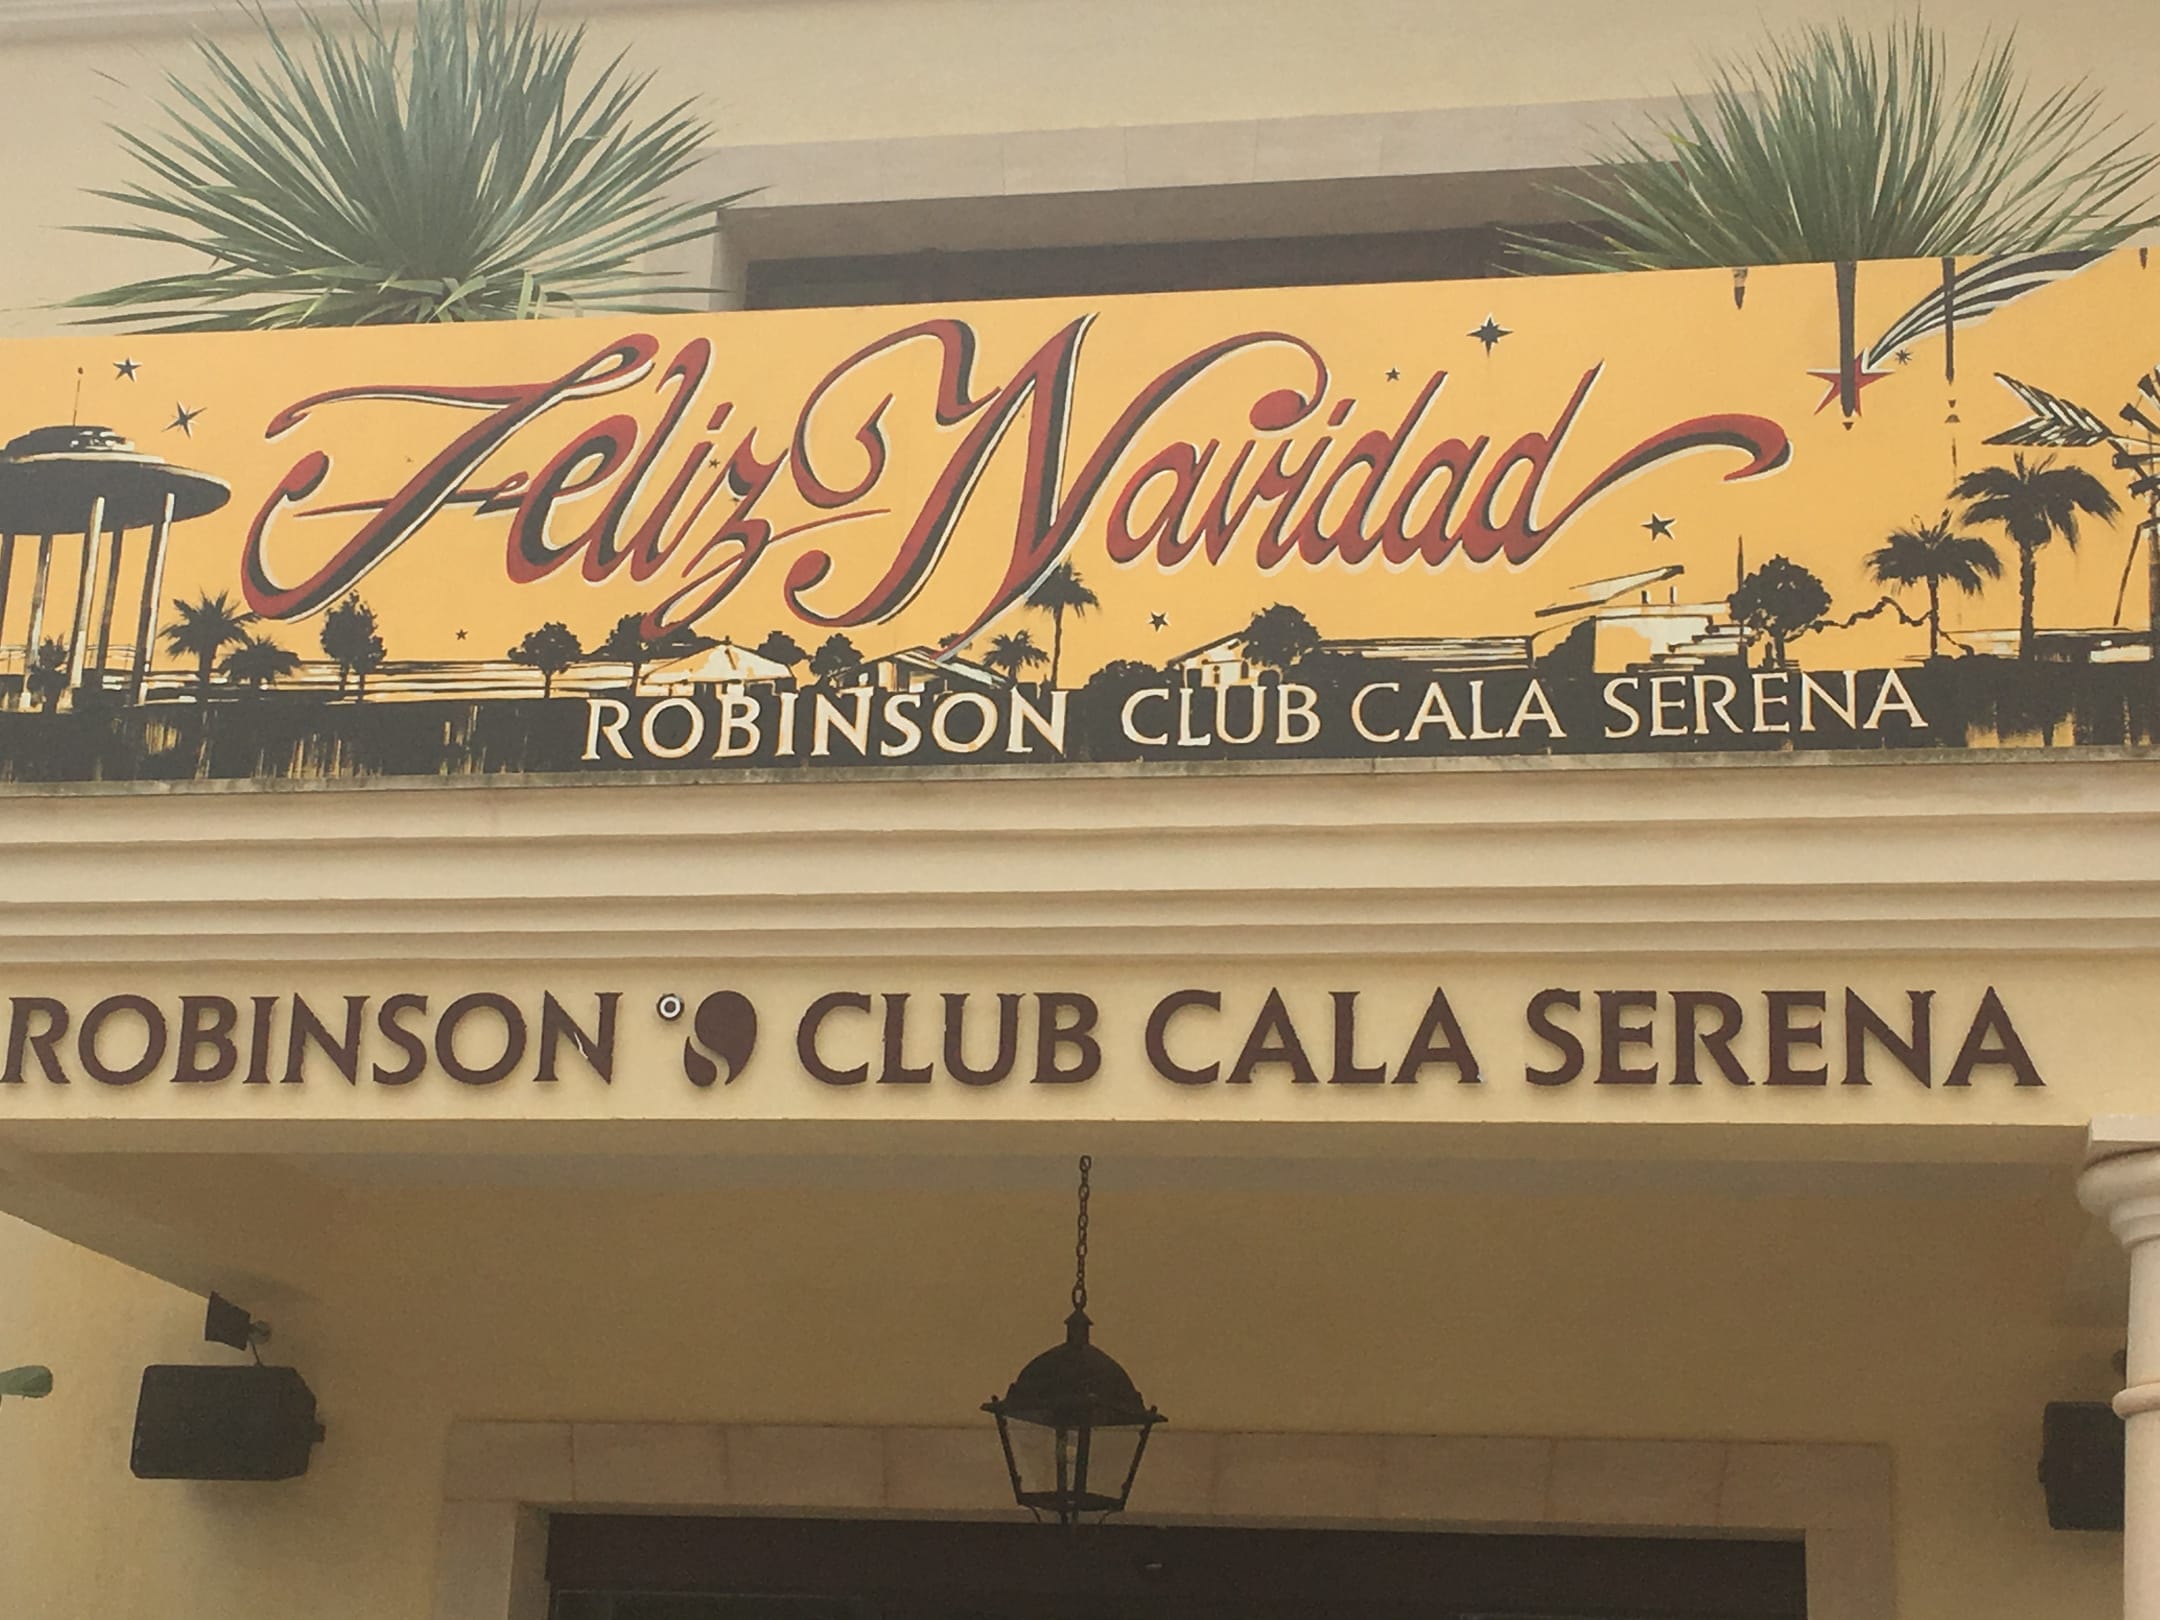 Feliz Navidad
ROBINSON CLUB CALA SERENA
ROBINSON CLUB CALA SERENA